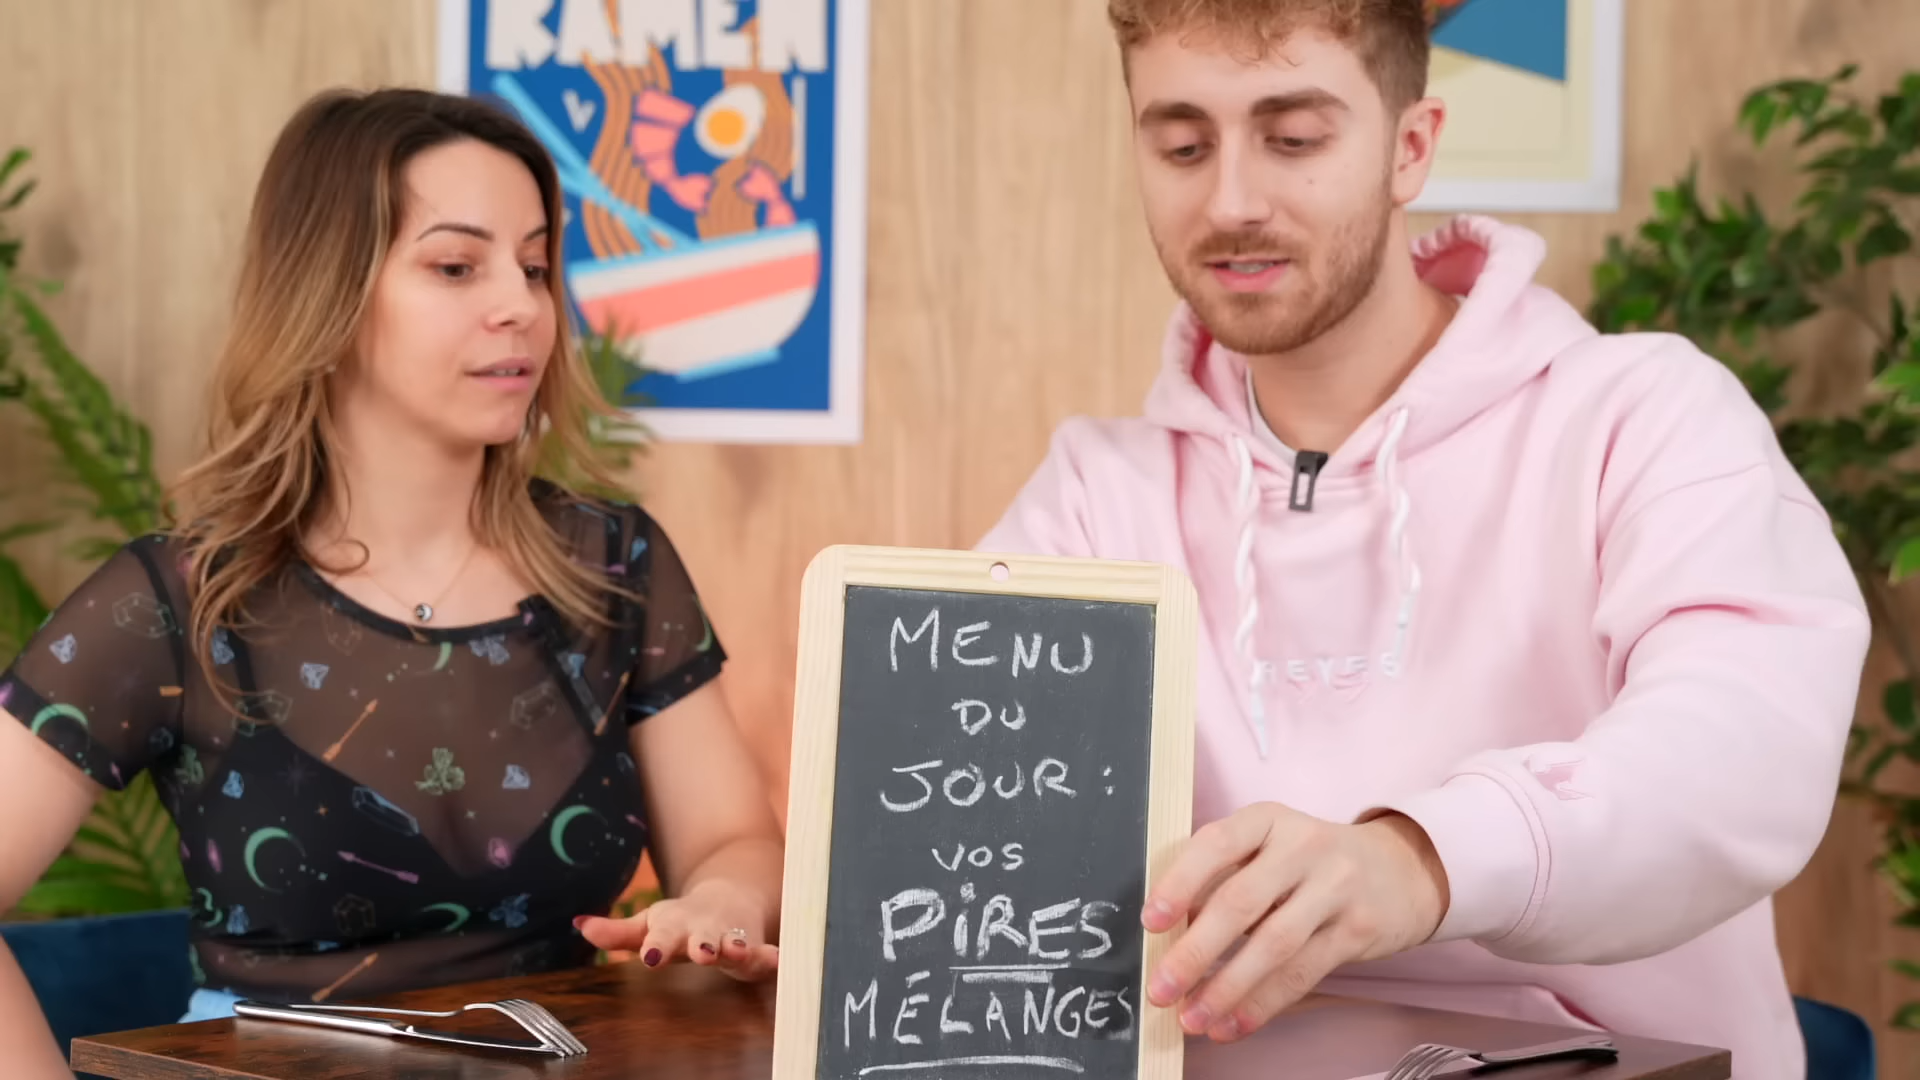 RAMEN
MENU
DU
JOUR :
VOS
PIRES
MÉLANGES